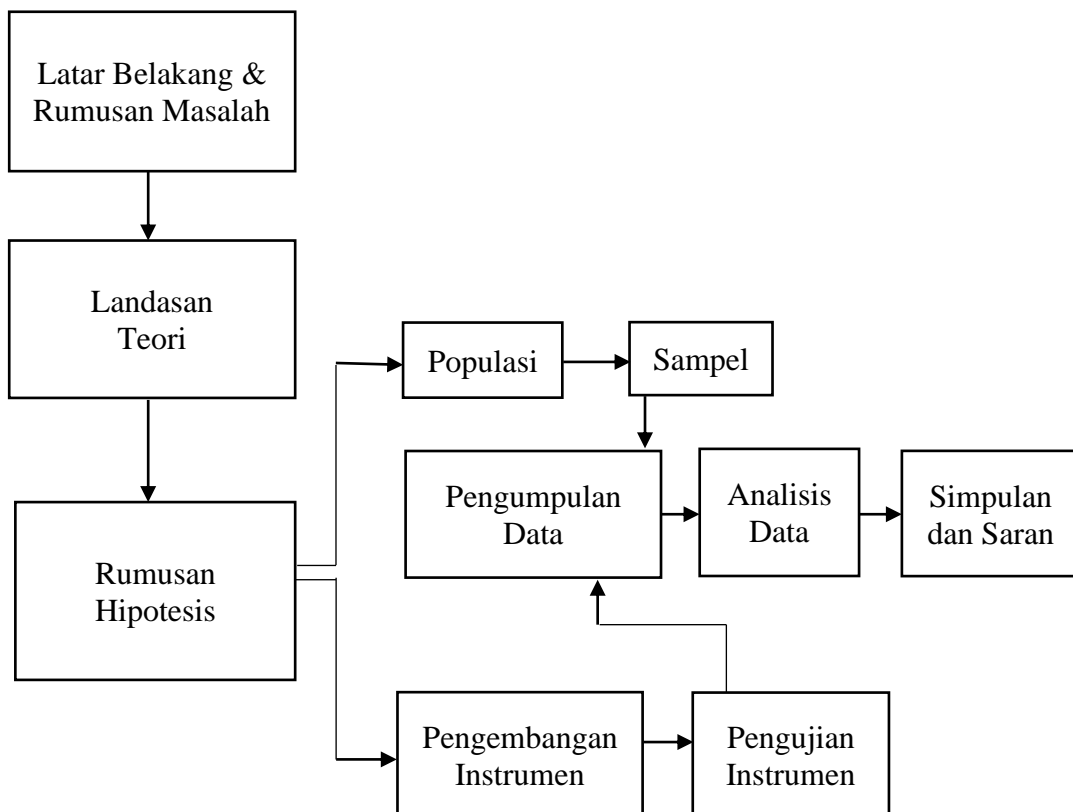 Latar Belakang &
Rumusan Masalah
Landasan
Teori
Rumusan
Hipotesis
Populasi
Sampel
Pengumpulan
Data
Analisis
Data
Simpulan
dan Saran
Pengembangan
Instrumen
Pengujian
Instrumen